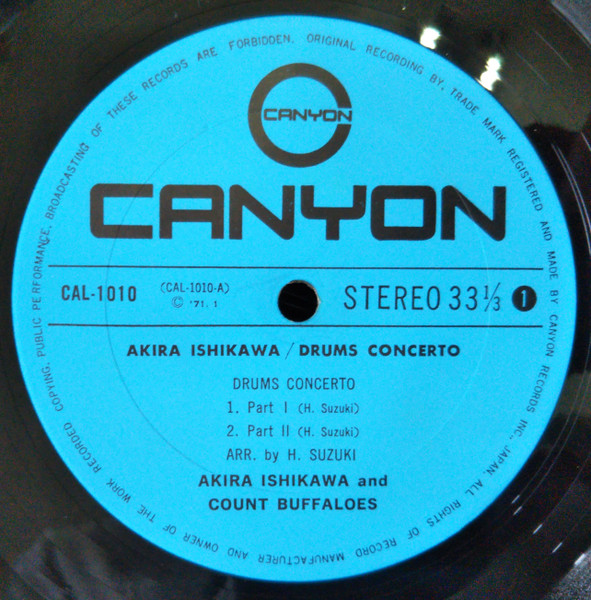 CANYON
CANYON
CAL-1010
(CAL-1010-A)
© '71. 1
STEREO 33 1/3
1
AKIRA ISHIKAWA / DRUMS CONCERTO
DRUMS CONCERTO
1. Part I (H. Suzuki)
2. Part II (H. Suzuki)
ARR. by H. SUZUKI
AKIRA ISHIKAWA and
COUNT BUFFALOES
ORIGINAL RECORDING BY, TRADE MARK REGISTERED AND MADE BY CANYON RECORDS INC., JAPAN, ALL RIGHTS OF RECORD MANUFACTURER AND OWNER OF THE WORK RECORDED COPYING, PUBLIC PERFORMANCE, BROADCASTING OF THESE RECORDS ARE FORBIDDEN.